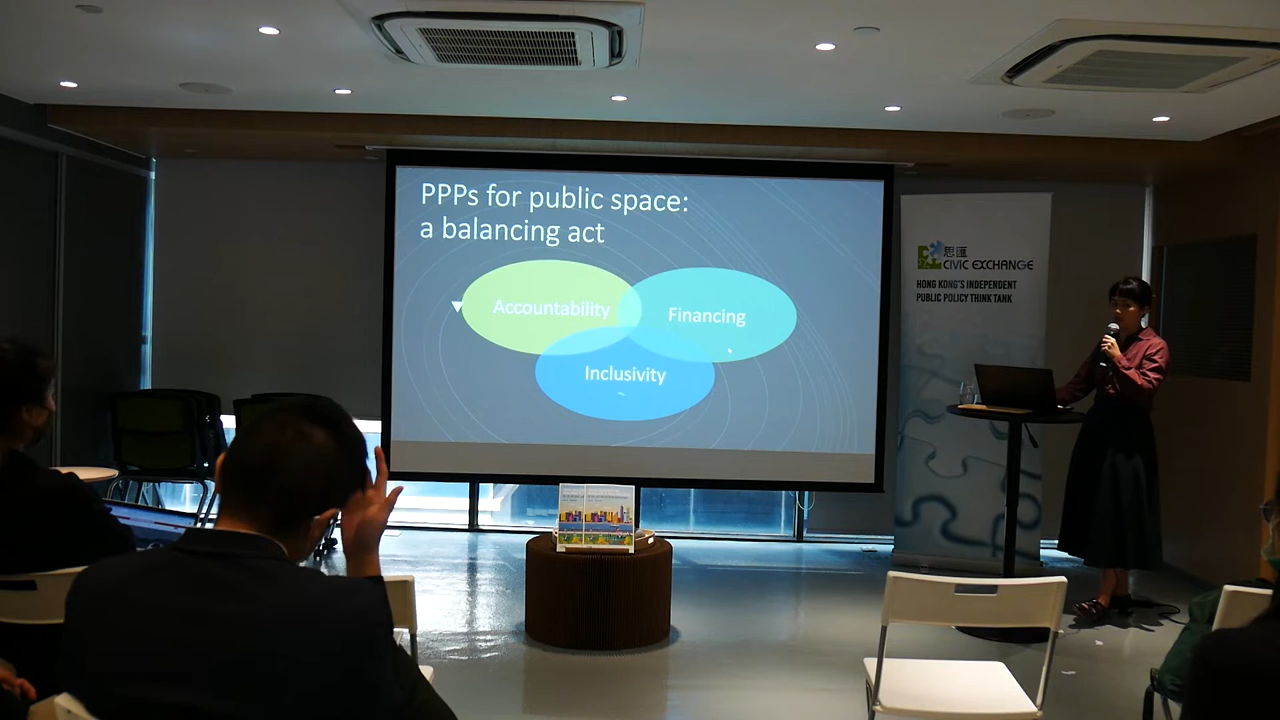 PPPs for public space:
a balancing act
Accountability
Financing
Inclusivity
思匯
CIVIC EXCHANGE
HONG KONG'S INDEPENDENT
PUBLIC POLICY THINK TANK